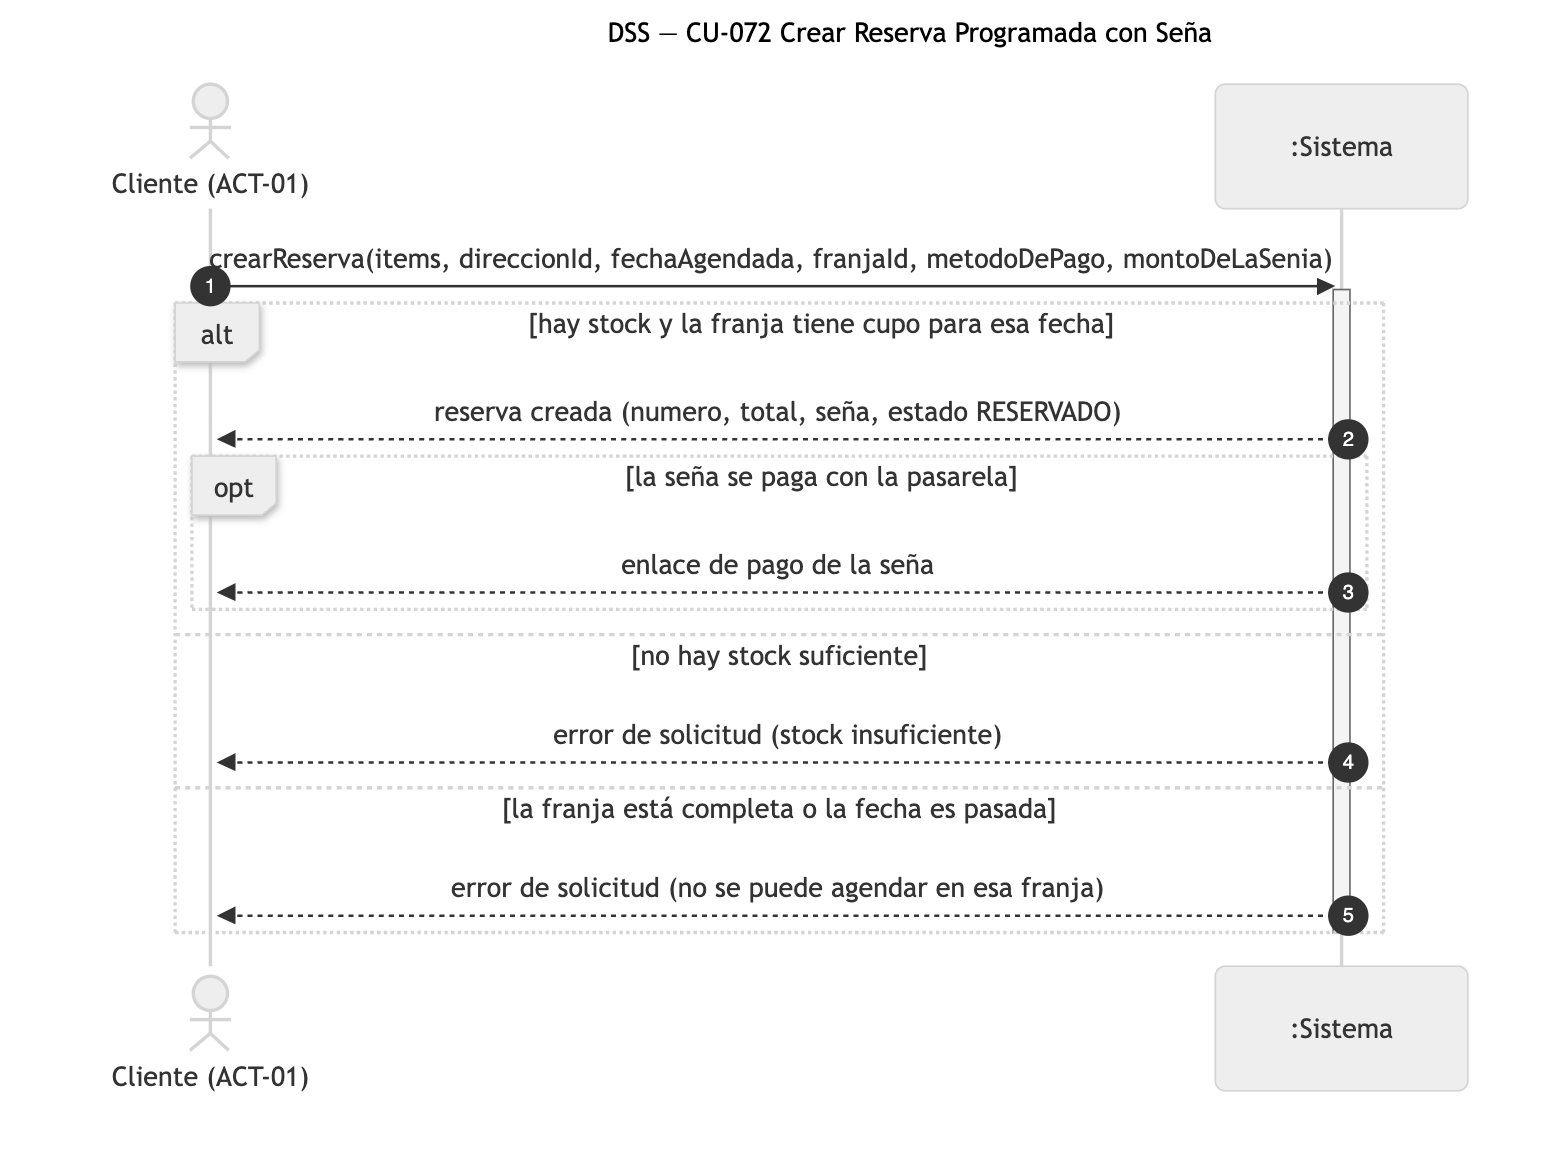 DSS – CU-072 Crear Reserva Programada con Seña
Cliente (ACT-01)
:Sistema
crearReserva(items, direccionId, fechaAgendada, franjaId, metodoDePago, montoDeLaSenia)
1
alt
[hay stock y la franja tiene cupo para esa fecha]
reserva creada (numero, total, seña, estado RESERVADO)
2
opt
[la seña se paga con la pasarela]
enlace de pago de la seña
3
[no hay stock suficiente]
error de solicitud (stock insuficiente)
4
[la franja está completa o la fecha es pasada]
error de solicitud (no se puede agendar en esa franja)
5
Cliente (ACT-01)
:Sistema